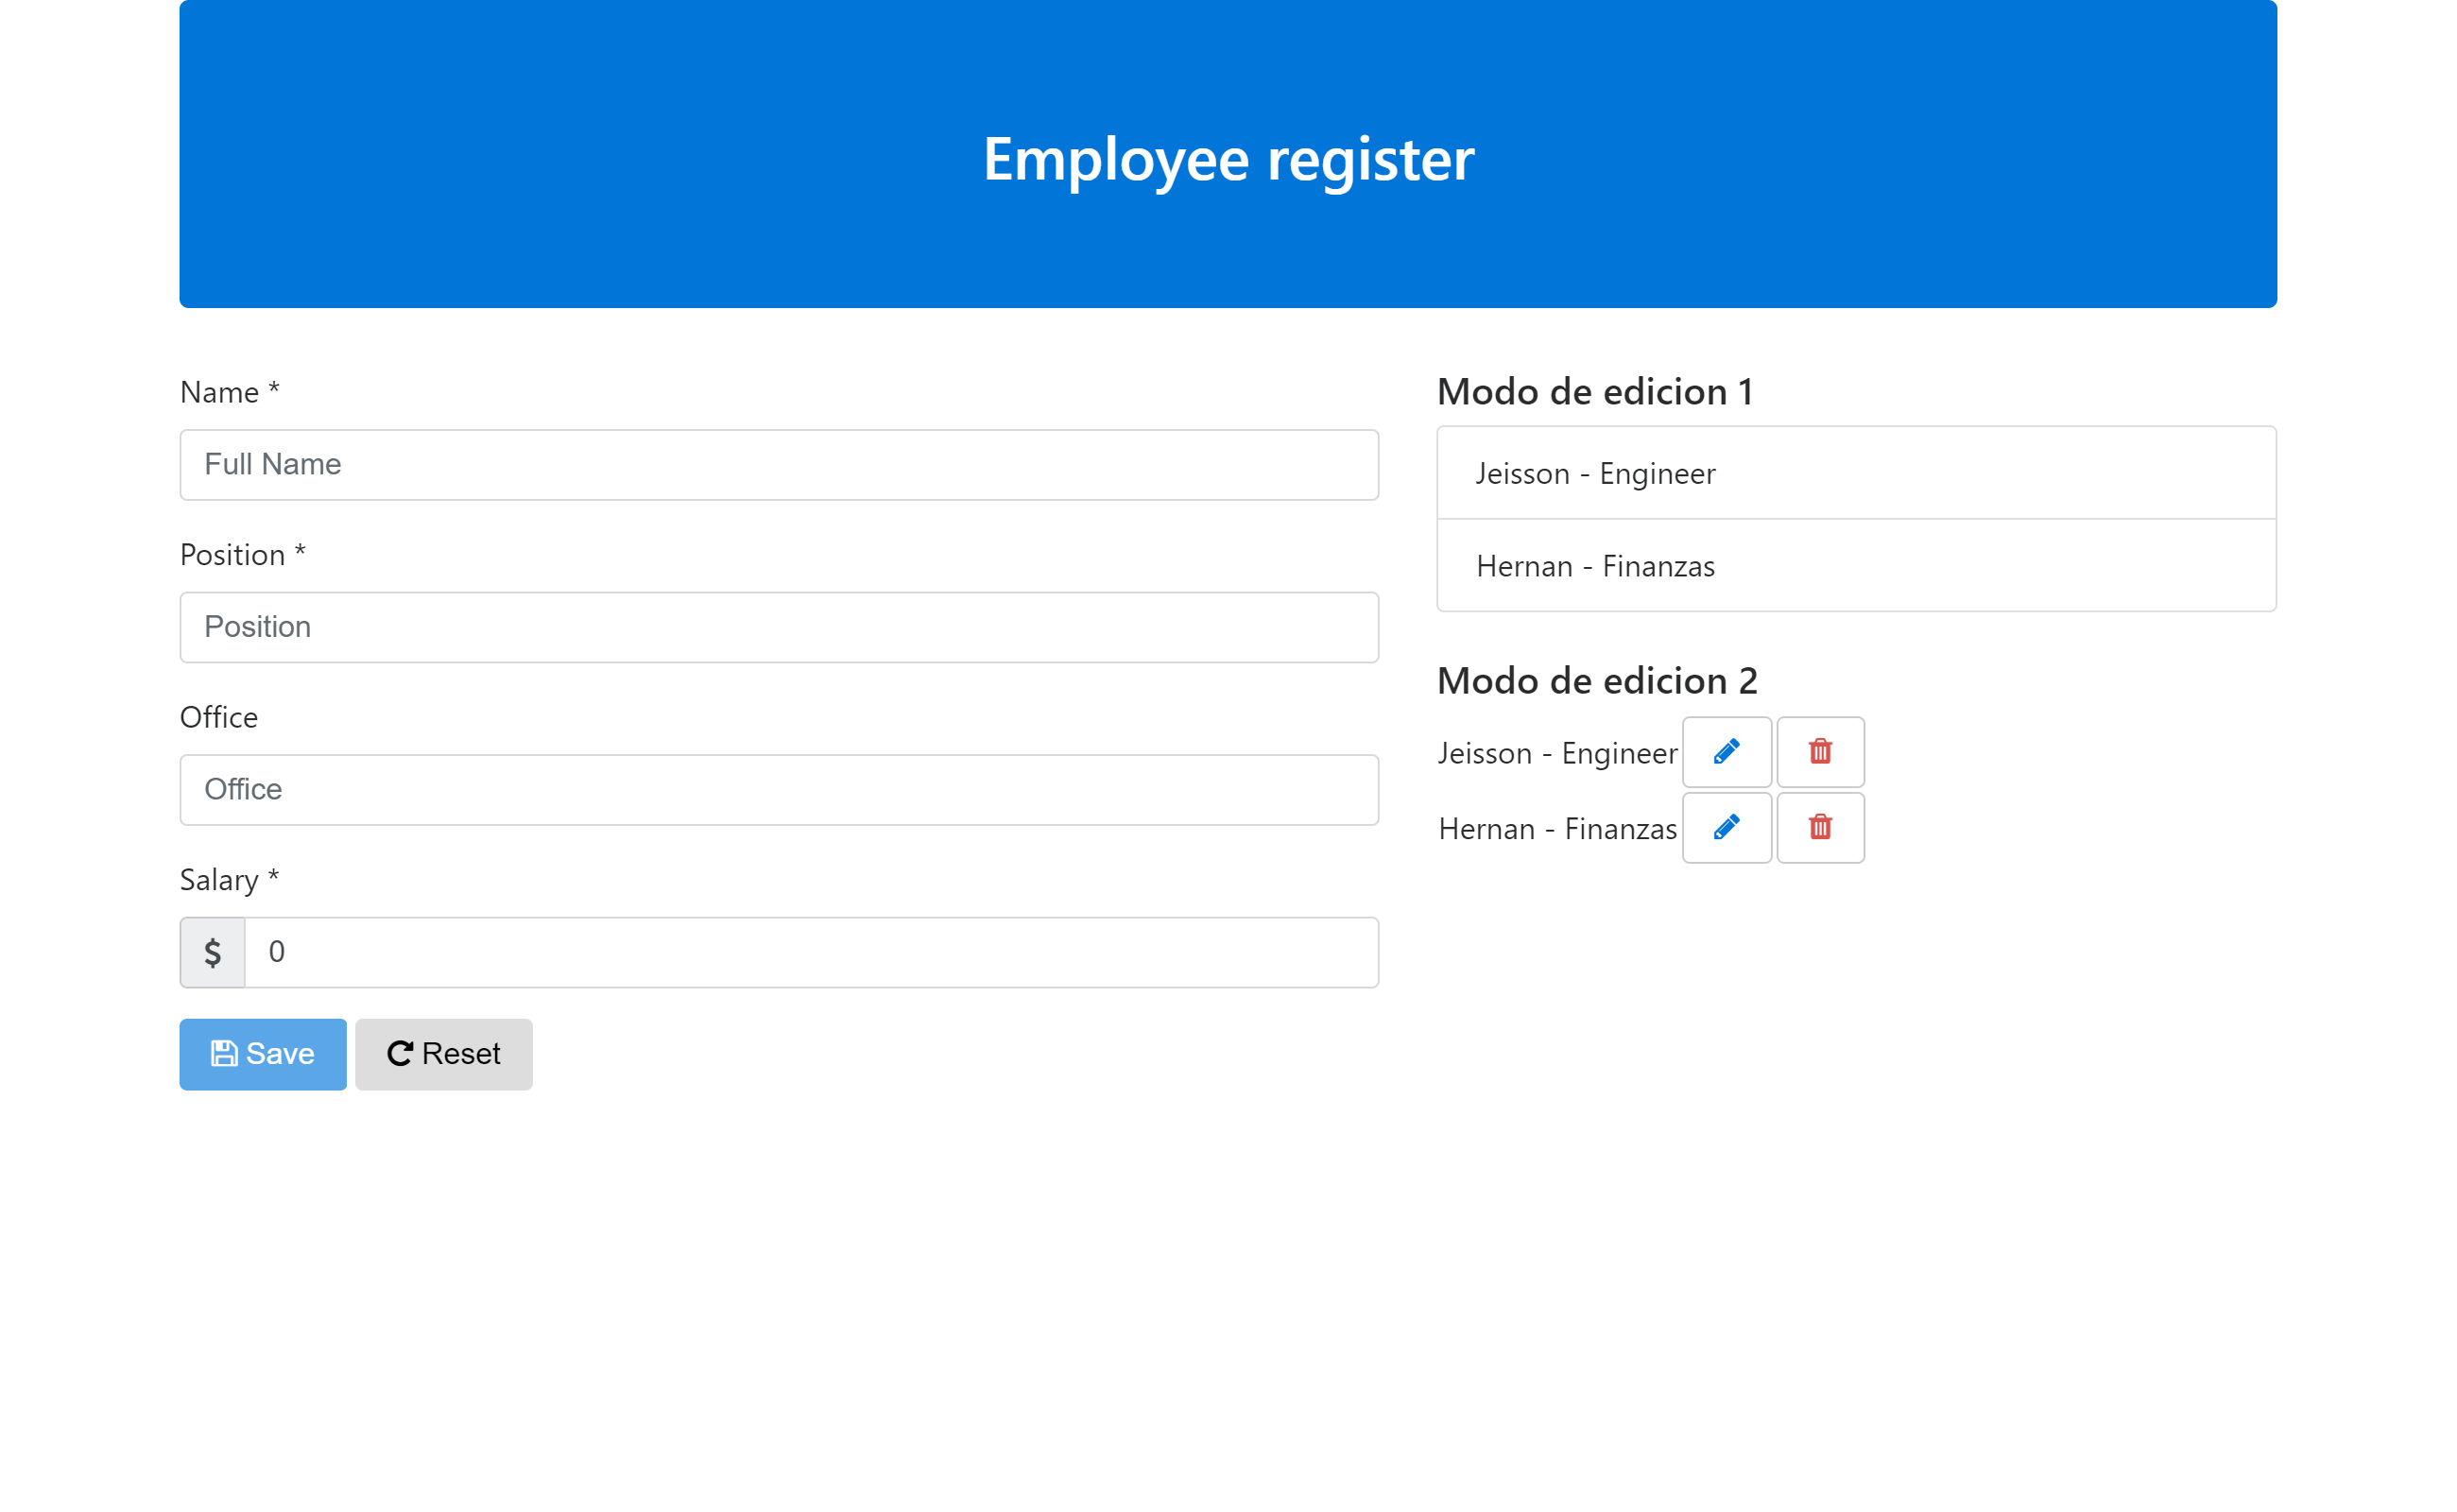 Employee register
Name *
Full Name
Position *
Position
Office
Office
Salary *
$ 0
Save Reset
Modo de edicion 1
Jeisson - Engineer
Hernan - Finanzas
Modo de edicion 2
Jeisson - Engineer
Hernan - Finanzas